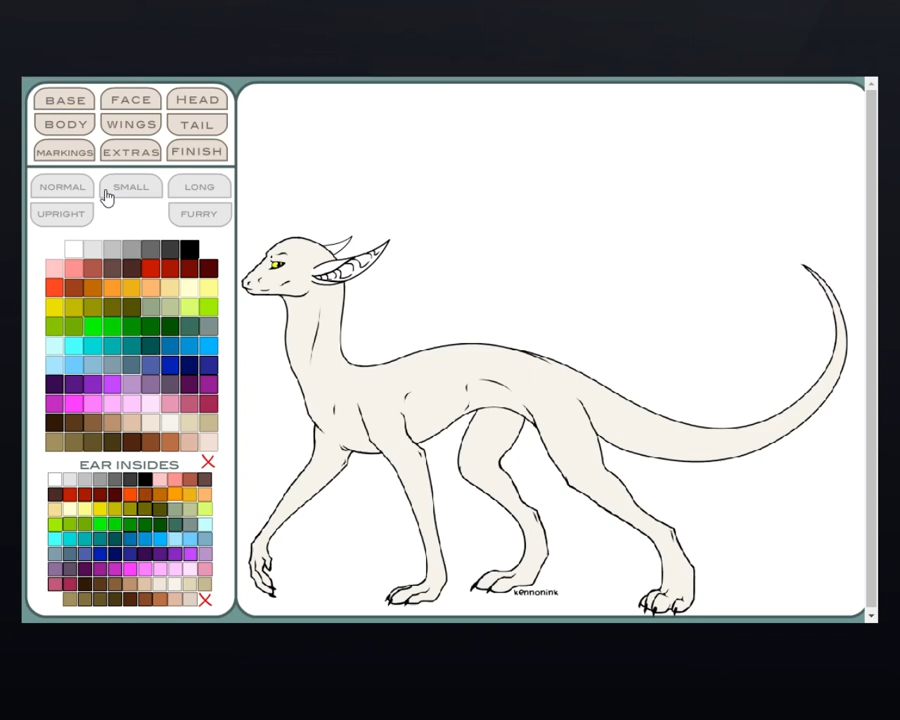 BASE FACE HEAD
BODY WINGS TAIL
MARKINGS EXTRAS FINISH
NORMAL SMALL LONG
UPRIGHT FURRY
EAR INSIDES
kennonink